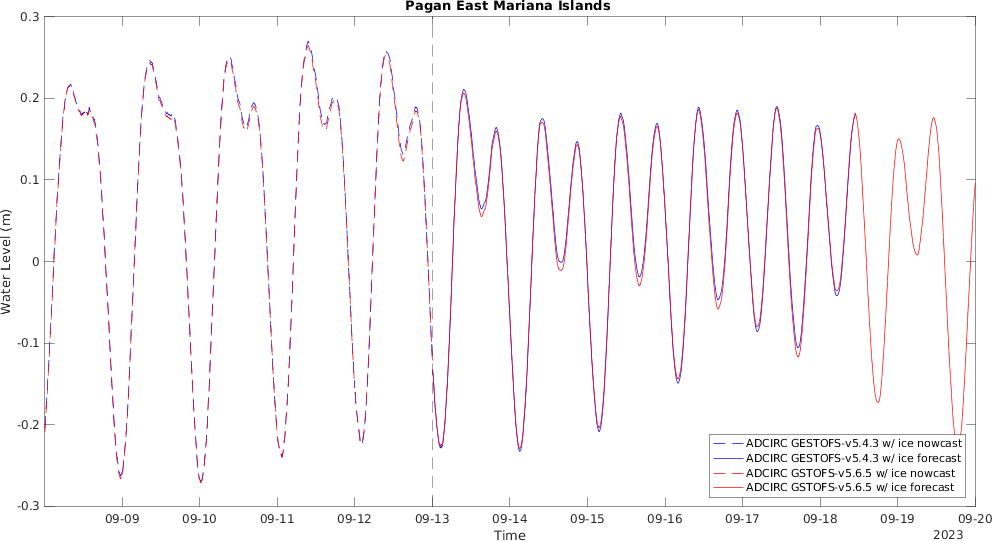 Pagan East Mariana Islands
0.3
0.2
0.1
0
-0.1
-0.2
-0.3
Water Level (m)
09-09 09-10 09-11 09-12 09-13 09-14 09-15 09-16 09-17 09-18 09-19 09-20
Time
2023
ADCIRC GESTOFS-v5.4.3 w/ ice nowcast
ADCIRC GESTOFS-v5.4.3 w/ ice forecast
ADCIRC GSTOFS-v5.6.5 w/ ice nowcast
ADCIRC GSTOFS-v5.6.5 w/ ice forecast